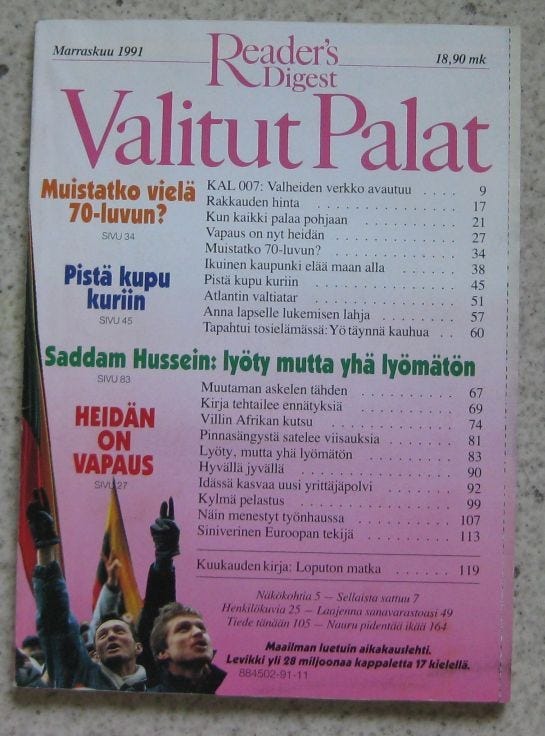 Marraskuu 1991
Reader's
Digest
18,90 mk
Valitut Palat
Muistatko vielä
70-luvun?
SIVU 34
Pistä kupu
kuriin
SIVU 45
KAL 007: Valheiden verkko avautuu . . . . 9
Rakkauden hinta . . . . . . . . . . . . . . 17
Kun kaikki palaa pohjaan . . . . . . . . . 21
Vapaus on nyt heidän . . . . . . . . . . . 27
Muistatko 70-luvun? . . . . . . . . . . . . 34
Ikuinen kaupunki elää maan alla . . . . . . 38
Pistä kupu kuriin . . . . . . . . . . . . . 45
Atlantin valtiatar . . . . . . . . . . . . . 51
Anna lapselle lukemisen lahja . . . . . . . 57
Tapahtui tosielämässä: Yö täynnä kauhua . . 60
Saddam Hussein: lyöty mutta yhä lyömätön
SIVU 83
HEIDÄN
ON
VAPAUS
SIVU 27
Muutaman askelen tähden . . . . . . . . . 67
Kirja tehtailee ennätyksiä . . . . . . . . . 69
Villin Afrikan kutsu . . . . . . . . . . . . 74
Pinnasängystä satelee viisauksia . . . . . . 81
Lyöty, mutta yhä lyömätön . . . . . . . . . 83
Hyvällä jyvällä . . . . . . . . . . . . . . . 90
Idässä kasvaa uusi yrittäjäpolvi . . . . . . 92
Kylmä pelastus . . . . . . . . . . . . . . . 99
Näin menestyt työnhaussa . . . . . . . . . 107
Siniverinen Euroopan tekijä . . . . . . . . 113
Kuukauden kirja: Loputon matka . . . . . 119
Näkökohtia 5 — Sellaista sattuu 7
Henkilökuvia 25 — Laajenna sanavarastoasi 49
Tiede tänään 105 — Nauru pidentää ikää 164
Maailman luetuin aikakauslehti.
Levikki yli 28 miljoonaa kappaletta 17 kielellä.
884502-91-11